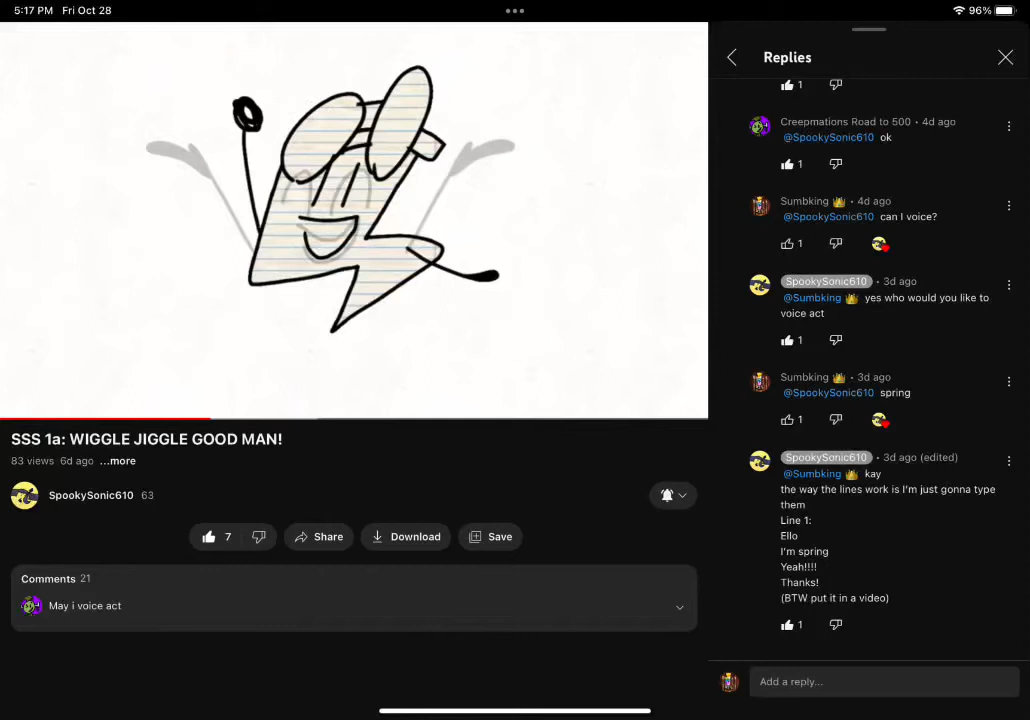 5:17 PM Fri Oct 28
96%
Replies
1
Creepmations Road to 500 • 4d ago
@SpookySonic610 ok
1
Sumbking 👑 • 4d ago
@SpookySonic610 can I voice?
1
SpookySonic610 • 3d ago
@Sumbking 👑 yes who would you like to
voice act
1
Sumbking 👑 • 3d ago
@SpookySonic610 spring
1
SpookySonic610 • 3d ago (edited)
@Sumbking 👑 kay
the way the lines work is I'm just gonna type
them
Line 1:
Ello
I'm spring
Yeah!!!!
Thanks!
(BTW put it in a video)
1
Add a reply...
SSS 1a: WIGGLE JIGGLE GOOD MAN!
83 views 6d ago ...more
SpookySonic610 63
7 Share Download Save
Comments 21
May i voice act